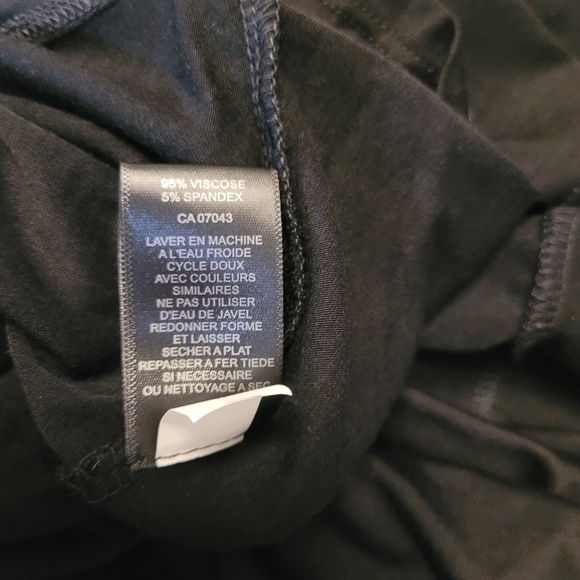 95% VISCOSE
5% SPANDEX
CA 07043
LAVER EN MACHINE
A L'EAU FROIDE
CYCLE DOUX
AVEC COULEURS
SIMILAIRES
NE PAS UTILISER
D'EAU DE JAVEL
REDONNER FORME
ET LAISSER
SECHER A PLAT
REPASSER A FER TIEDE
SI NECESSAIRE
OU NETTOYAGE A SEC